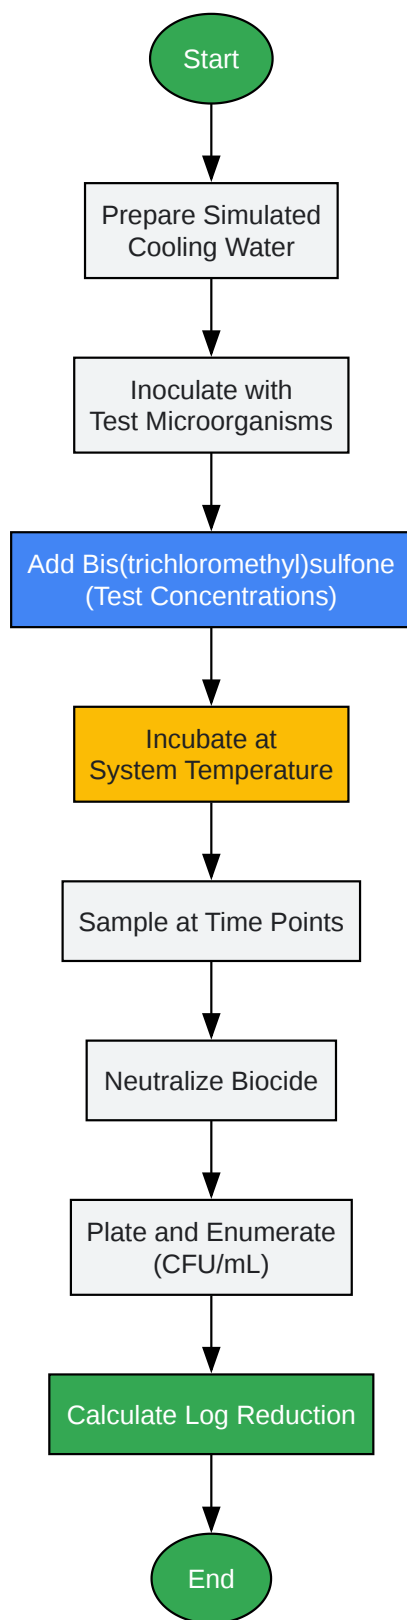 Start
Prepare Simulated
Cooling Water
Inoculate with
Test Microorganisms
Add Bis(trichloromethyl)sulfone
(Test Concentrations)
Incubate at
System Temperature
Sample at Time Points
Neutralize Biocide
Plate and Enumerate
(CFU/mL)
Calculate Log Reduction
End